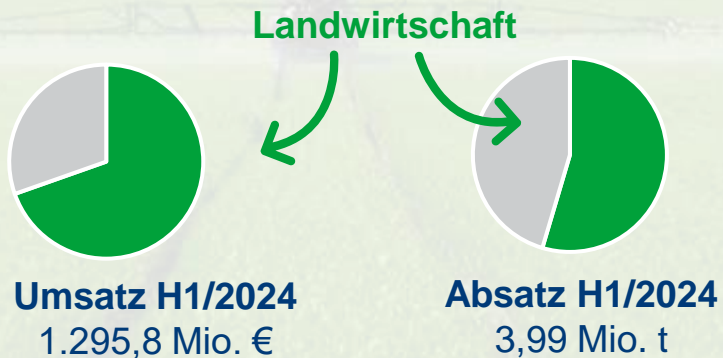 Landwirtschaft
Umsatz H1/2024
1.295,8 Mio. €
Absatz H1/2024
3,99 Mio. t